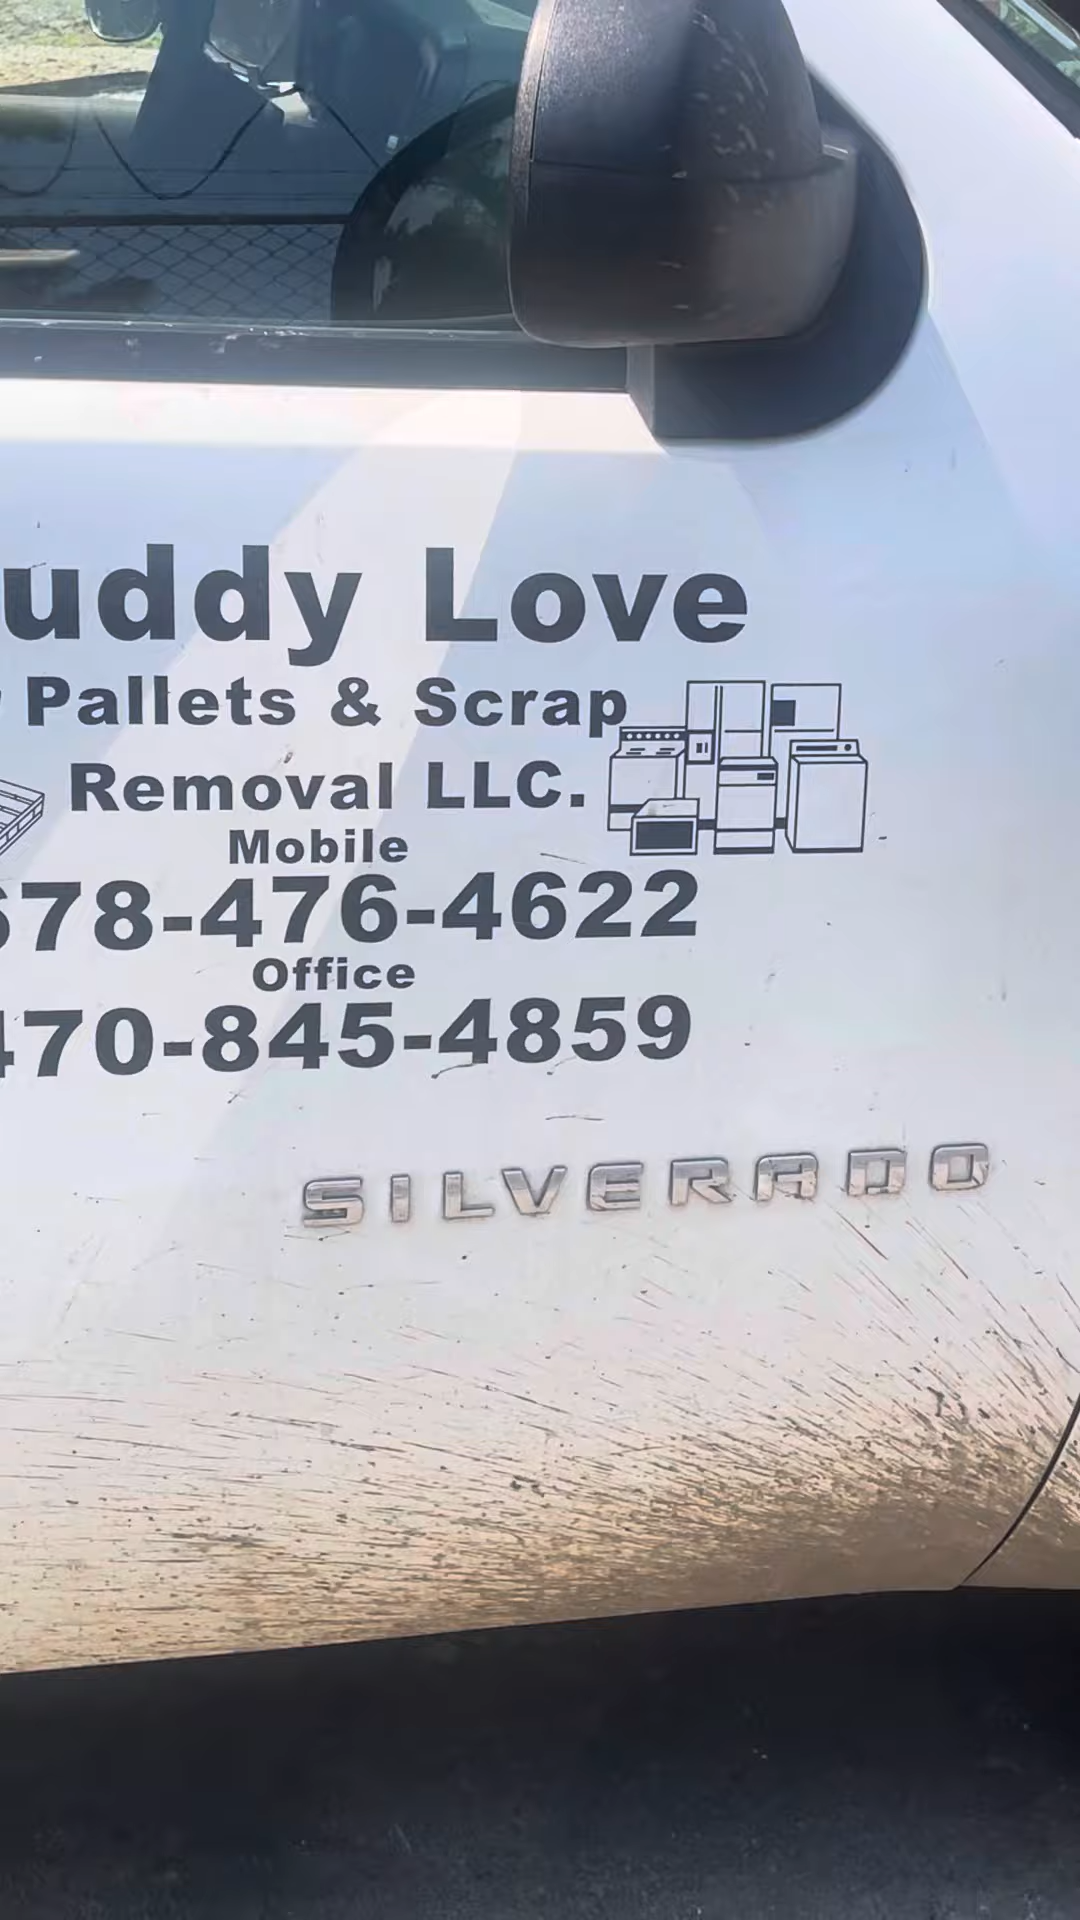 uddy Love
Pallets & Scrap
Removal LLC.
Mobile
678-476-4622
Office
470-845-4859
SILVERADO